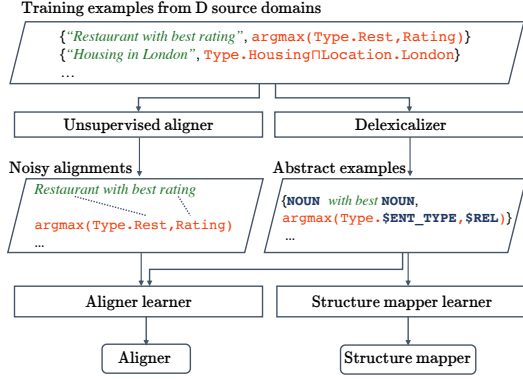 Training examples from D source domains
{“Restaurant with best rating”, argmax(Type.Rest,Rating)}
{“Housing in London”, Type.Housing⊓Location.London}
...
Unsupervised aligner
Delexicalizer
Noisy alignments
Restaurant with best rating
argmax(Type.Rest,Rating)
...
Abstract examples
{NOUN with best NOUN,
argmax(Type.$ENT_TYPE,$REL)}
...
Aligner learner
Structure mapper learner
Aligner
Structure mapper